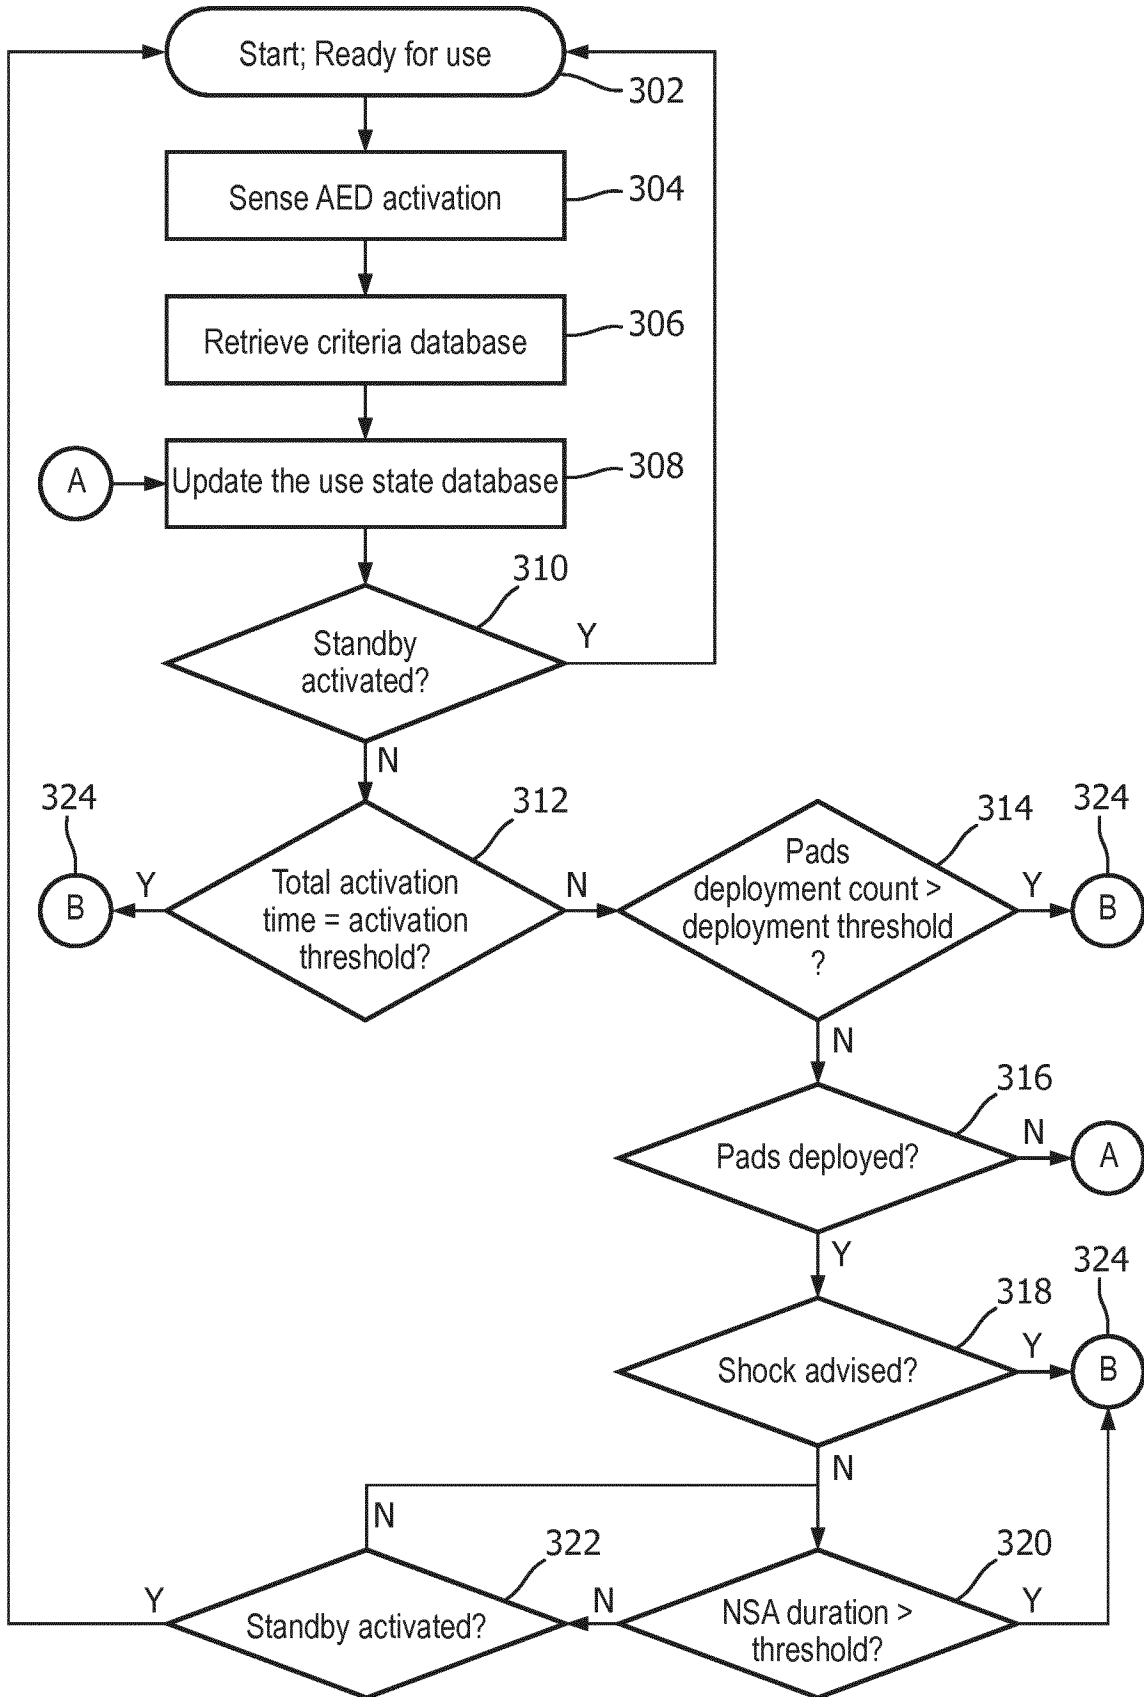 Start; Ready for use
302
Sense AED activation
304
Retrieve criteria database
306
A
Update the use state database
308
310
Standby
activated?
Y
N
324
B
Y
312
Total activation
time = activation
threshold?
N
314
Pads
deployment count >
deployment threshold
?
Y
324
B
N
316
Pads deployed?
N
A
Y
318
Shock advised?
Y
324
B
N
N
322
Standby activated?
Y
N
320
NSA duration >
threshold?
Y